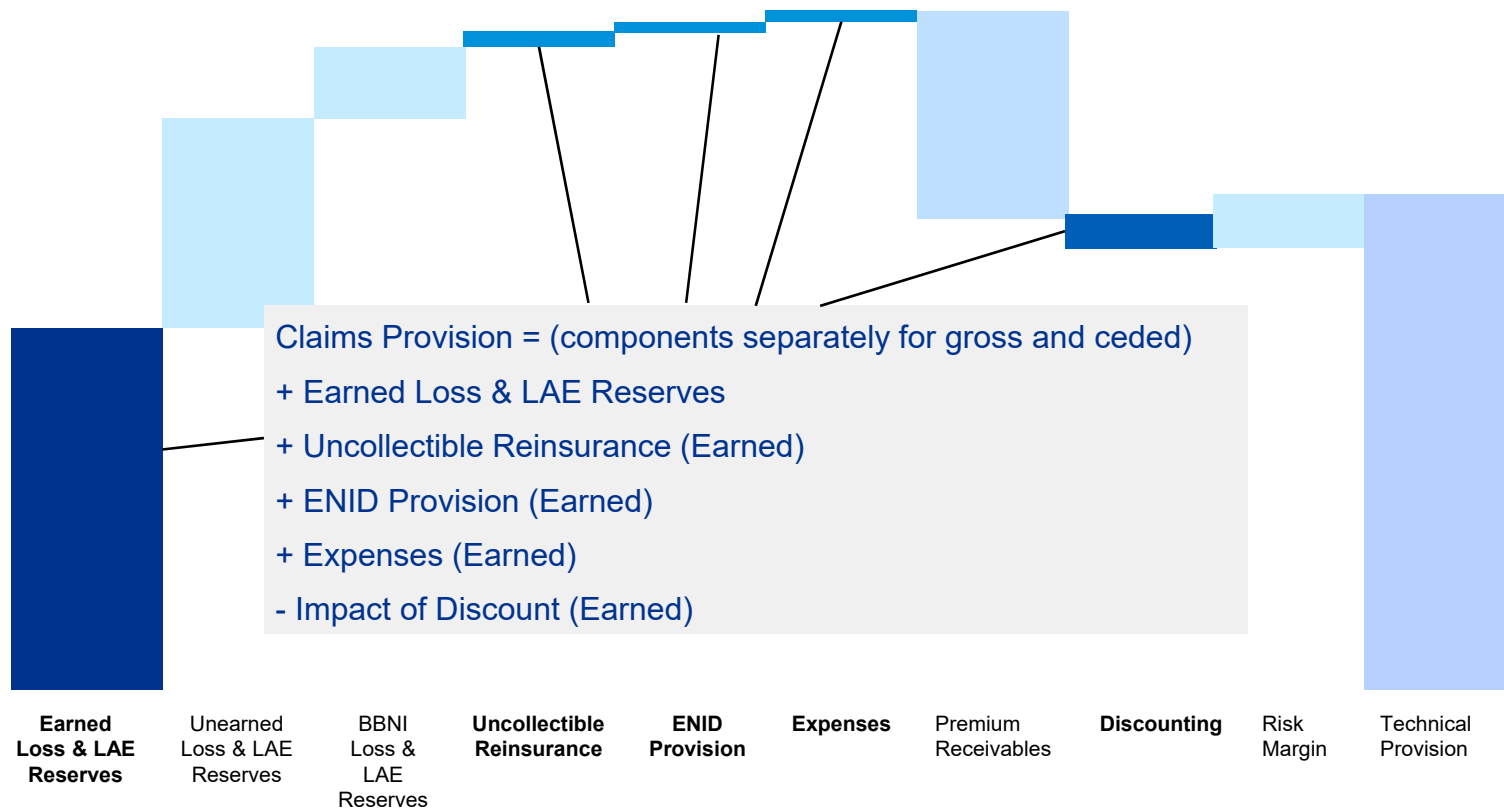 Claims Provision = (components separately for gross and ceded)
+ Earned Loss & LAE Reserves
+ Uncollectible Reinsurance (Earned)
+ ENID Provision (Earned)
+ Expenses (Earned)
- Impact of Discount (Earned)
Earned
Loss & LAE
Reserves
Unearned
Loss & LAE
Reserves
BBNI
Loss &
LAE
Reserves
Uncollectible
Reinsurance
ENID
Provision
Expenses
Premium
Receivables
Discounting
Risk
Margin
Technical
Provision